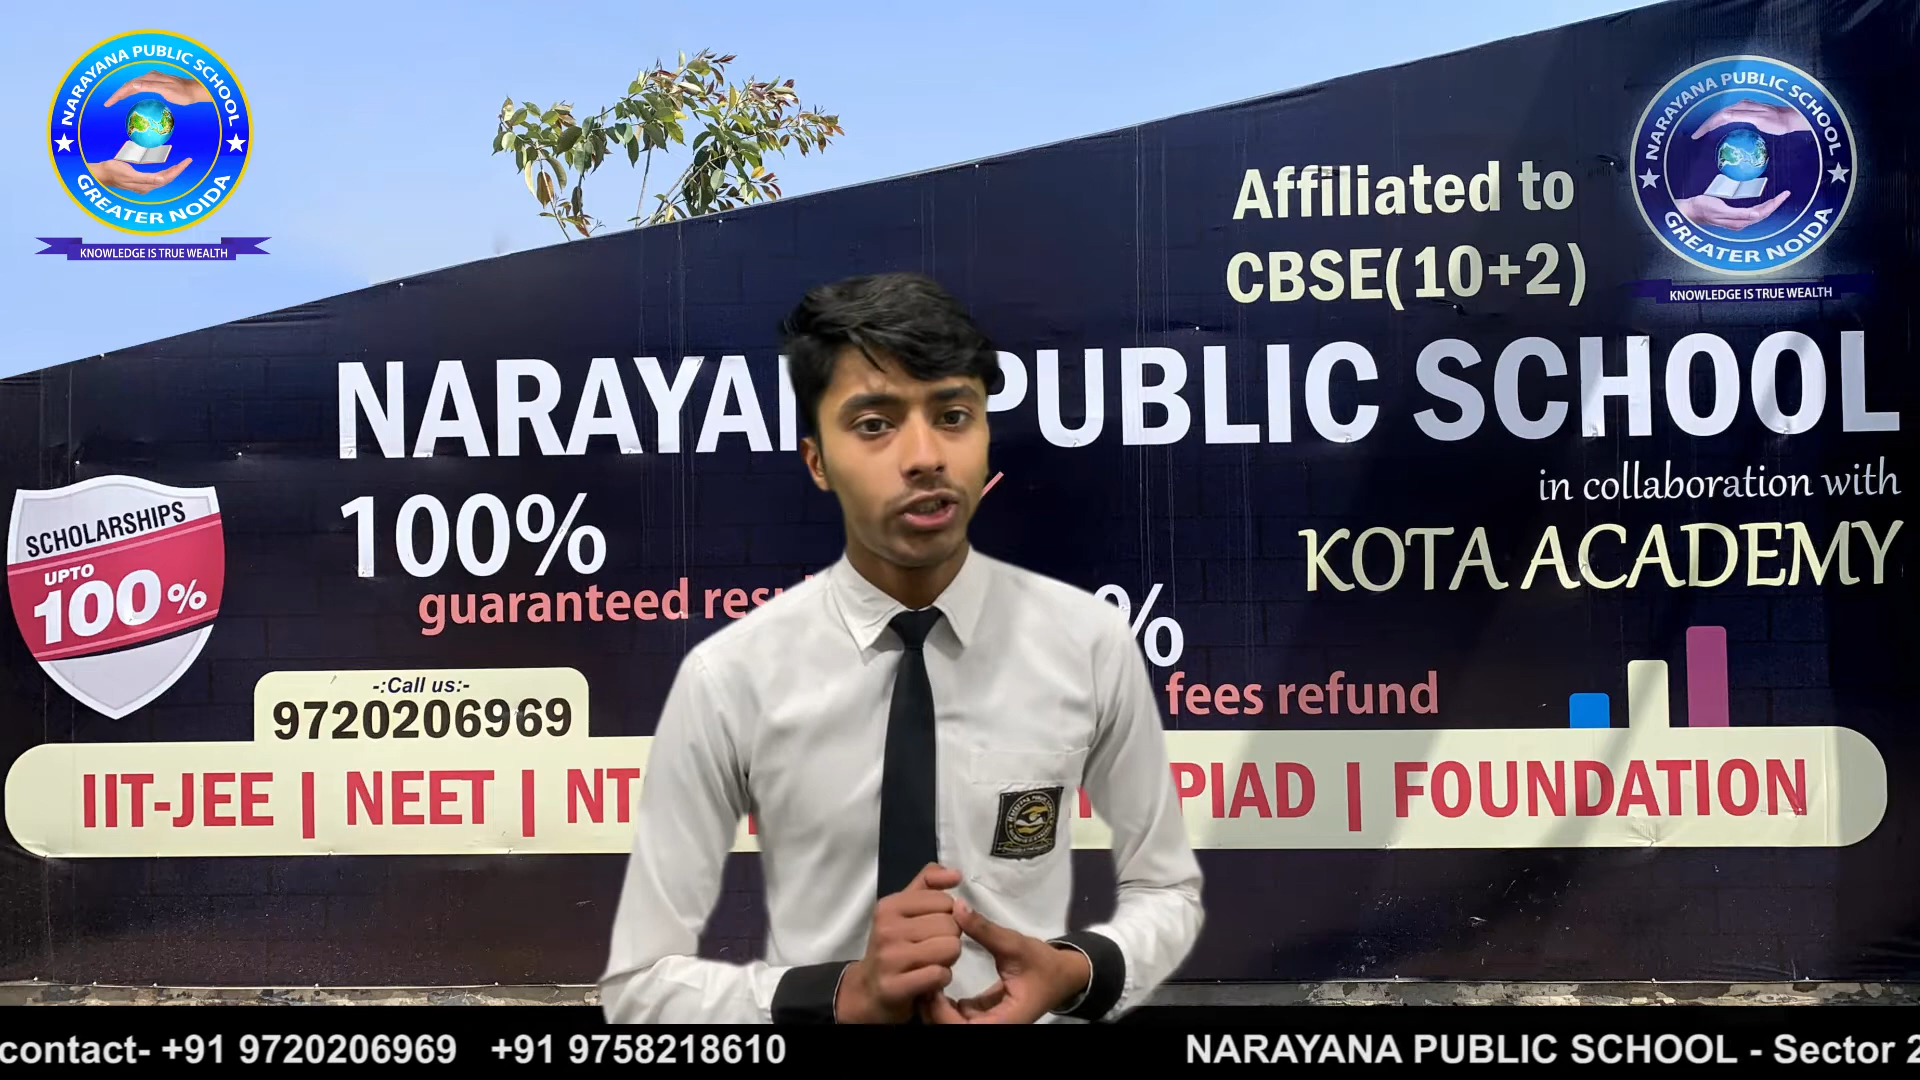 NARAYANA PUBLIC SCHOOL
GREATER NOIDA
KNOWLEDGE IS TRUE WEALTH
Affiliated to
CBSE(10+2)
NARAYANA PUBLIC SCHOOL
GREATER NOIDA
KNOWLEDGE IS TRUE WEALTH
NARAYAN PUBLIC SCHOOL
in collaboration with
KOTA ACADEMY
SCHOLARSHIPS
UPTO
100%
100%
guaranteed
%
fees refund
-:Call us:-
9720206969
IIT-JEE | NEET | NT PIAD | FOUNDATION
contact- +91 9720206969 +91 9758218610 NARAYANA PUBLIC SCHOOL - Sector 2